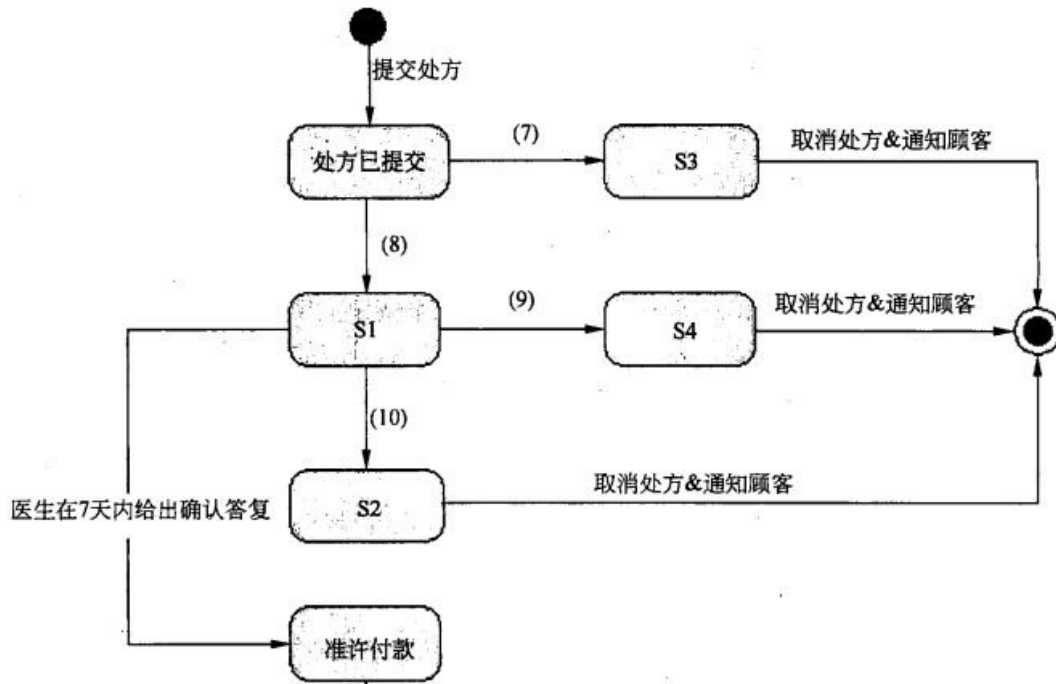 提交处方
处方已提交
(7)
S3
取消处方&通知顾客
(8)
S1
(9)
S4
取消处方&通知顾客
(10)
医生在7天内给出确认答复
S2
取消处方&通知顾客
准许付款